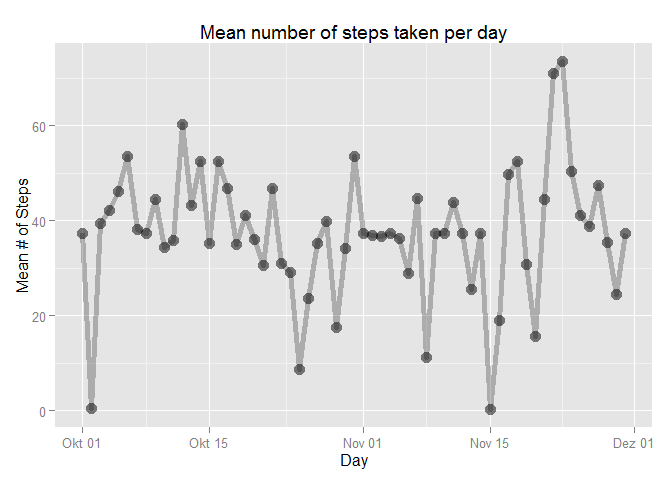 Mean number of steps taken per day
Mean # of Steps
60
40
20
0
Okt 01
Okt 15
Nov 01
Nov 15
Dez 01
Day